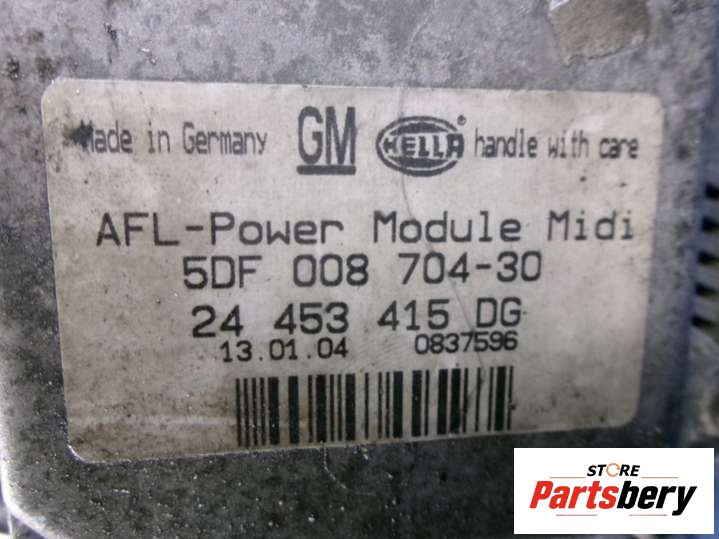 Made in Germany GM HELLA® handle with care
AFL-Power Module Midi
5DF 008 704-30
24 453 415 DG
13.01.04 0837596
STORE
Partsbery